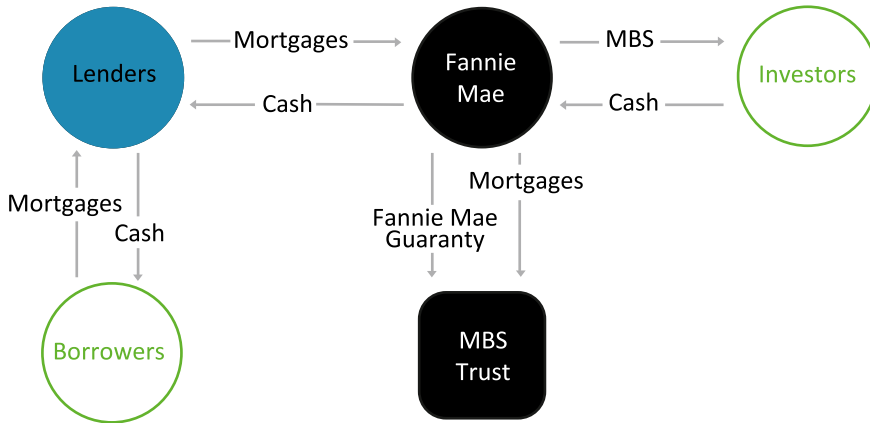 Mortgages
MBS
Lenders
Fannie
Mae
Investors
Cash
Cash
Mortgages
Mortgages
Fannie Mae
Guaranty
Cash
Borrowers
MBS
Trust